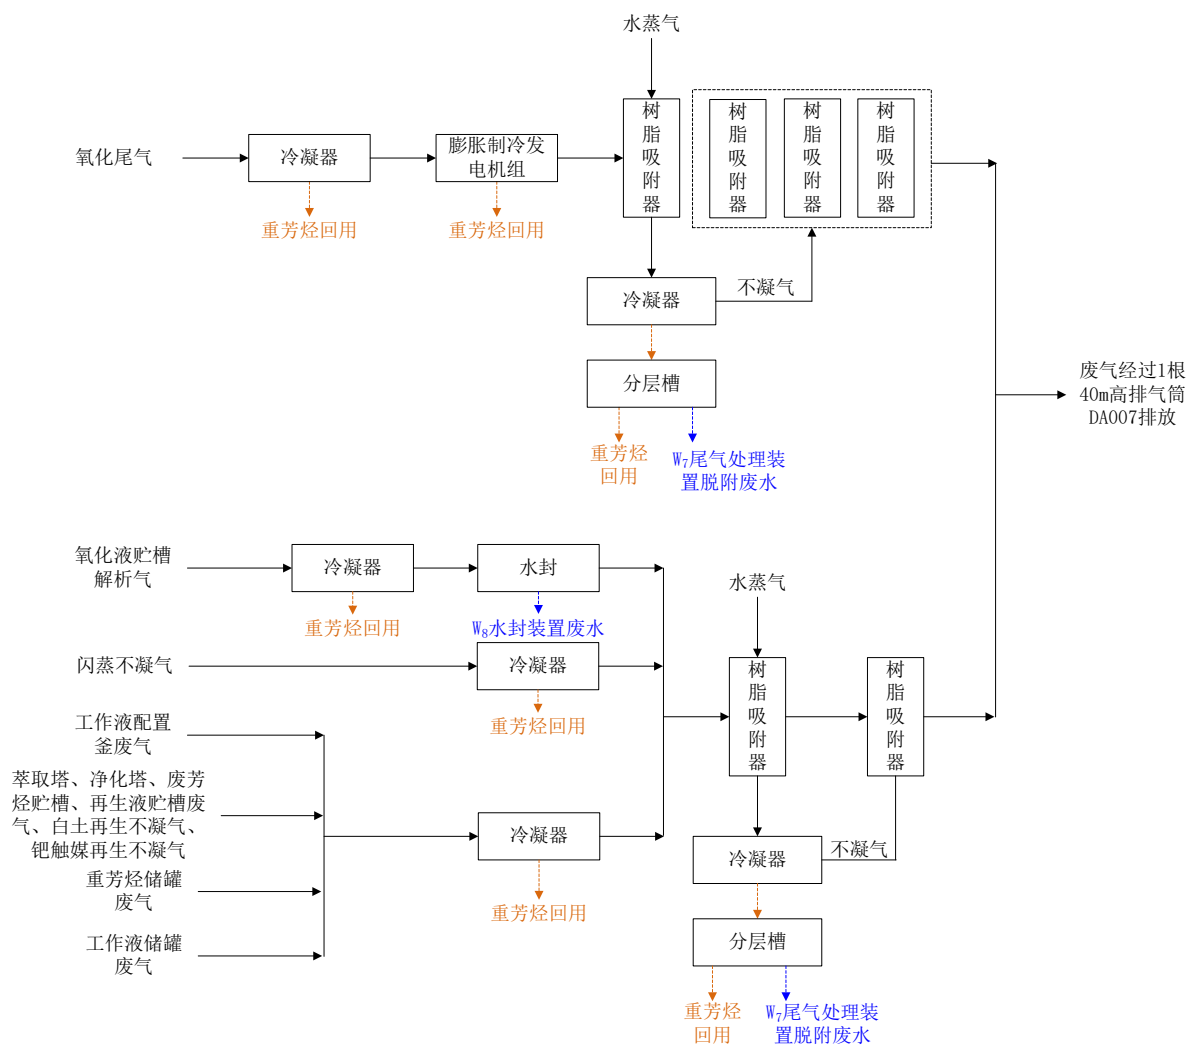 水蒸气
氧化尾气
冷凝器
膨胀制冷发
电机组
树
脂
吸
附
器
树
脂
吸
附
器
树
脂
吸
附
器
树
脂
吸
附
器
重芳烃回用
重芳烃回用
冷凝器
不凝气
分层槽
重芳烃
回用
W₇尾气处理装
置脱附废水
废气经过1根
40m高排气筒
DA007排放
氧化液贮槽
解析气
冷凝器
水封
重芳烃回用
W₈水封装置废水
水蒸气
闪蒸不凝气
冷凝器
重芳烃回用
树
脂
吸
附
器
树
脂
吸
附
器
工作液配置
釜废气
萃取塔、净化塔、废芳
烃贮槽、再生液贮槽废
气、白土再生不凝气、
钯触媒再生不凝气
冷凝器
重芳烃回用
重芳烃储罐
废气
工作液储罐
废气
冷凝器
不凝气
分层槽
重芳烃
回用
W₇尾气处理装
置脱附废水